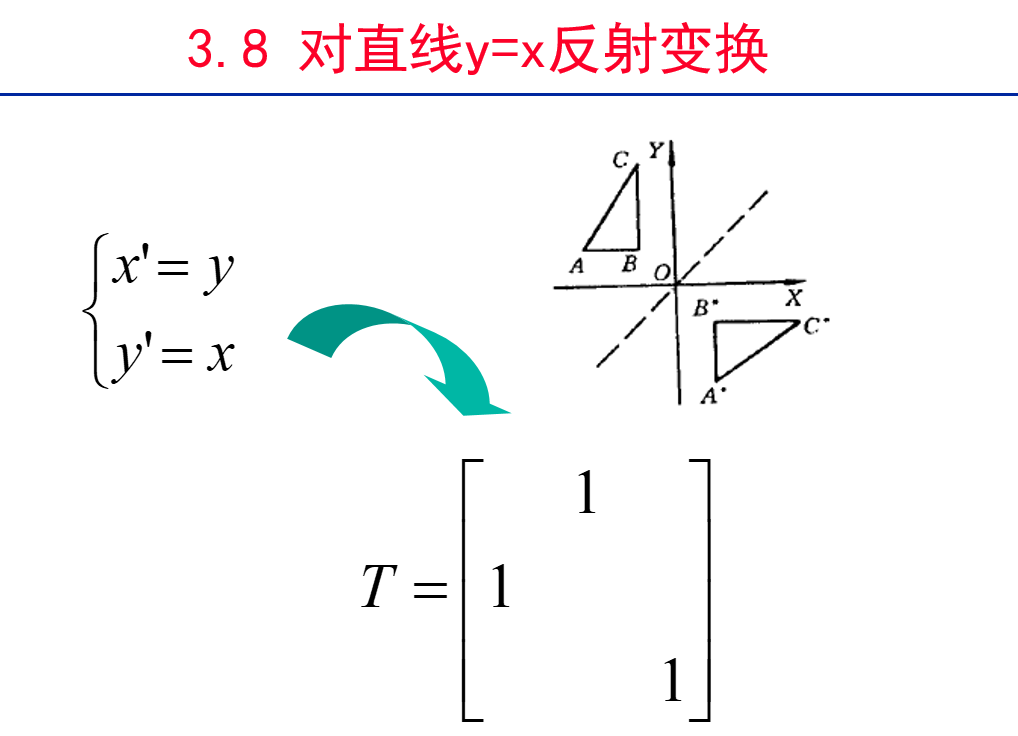 3.8 对直线y=x反射变换
C Y
A B O
X
B*
C*
A*
x'= y
y'= x
1
T = 1
1